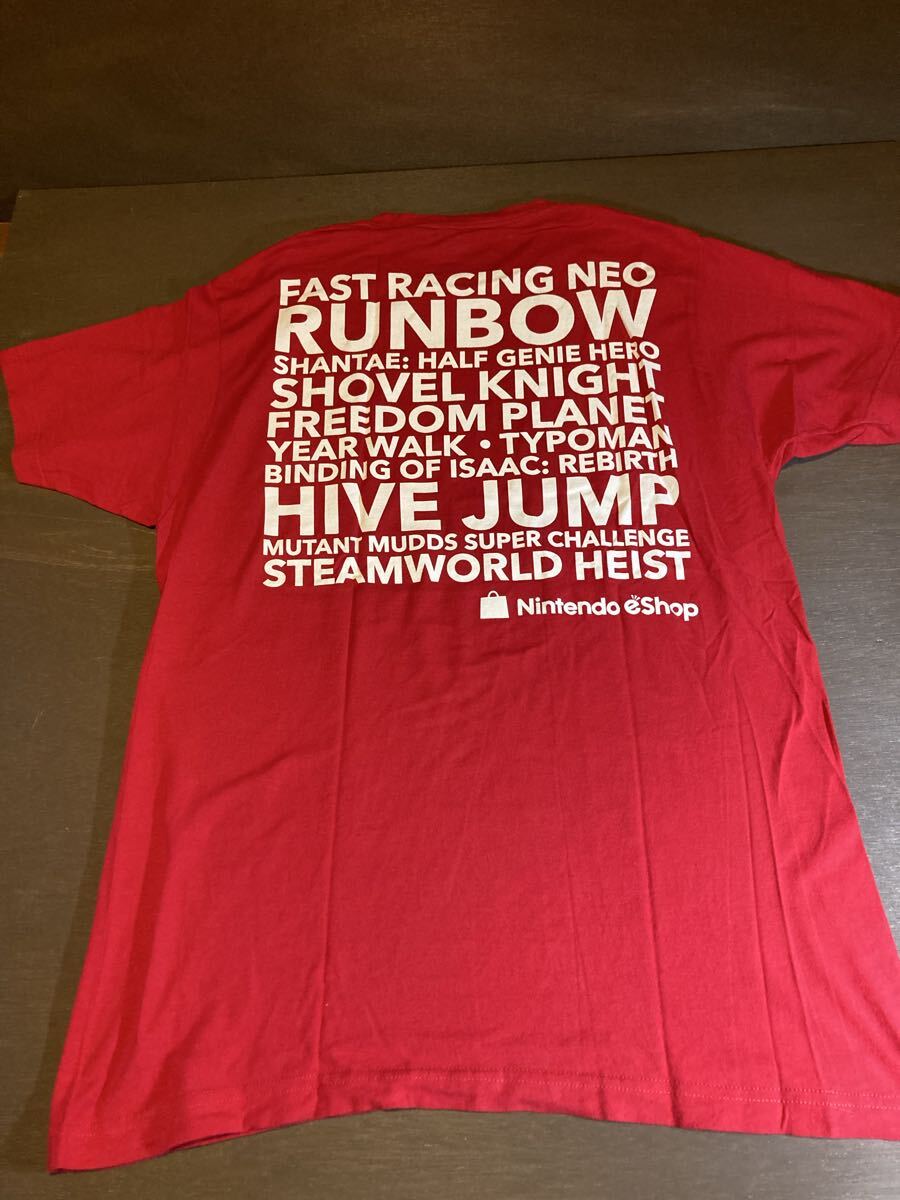 FAST RACING NEO
RUNBOW
SHANTAE: HALF GENIE HERO
SHOVEL KNIGHT
FREEDOM PLANET
YEAR WALK • TYPOMAN
BINDING OF ISAAC: REBIRTH
HIVE JUMP
MUTANT MUDDS SUPER CHALLENGE
STEAMWORLD HEIST
Nintendo eShop